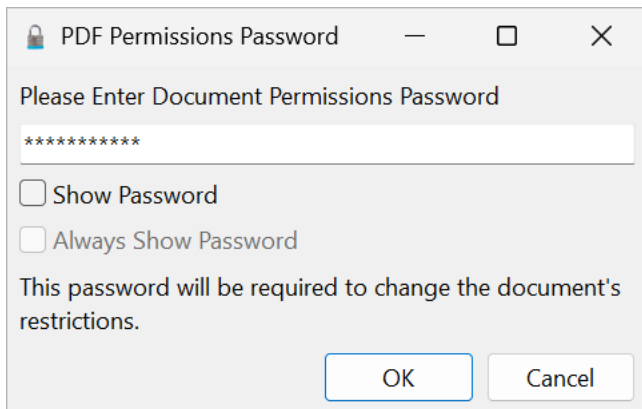 PDF Permissions Password
Please Enter Document Permissions Password
***********
Show Password
Always Show Password
This password will be required to change the document's
restrictions.
OK Cancel